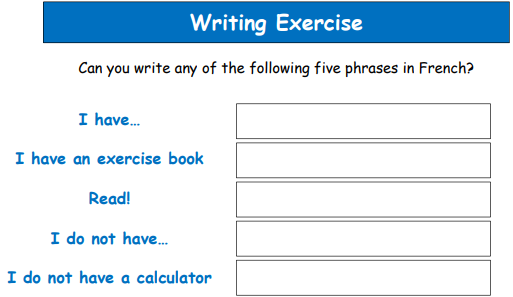 Writing Exercise
Can you write any of the following five phrases in French?
I have…
I have an exercise book
Read!
I do not have…
I do not have a calculator